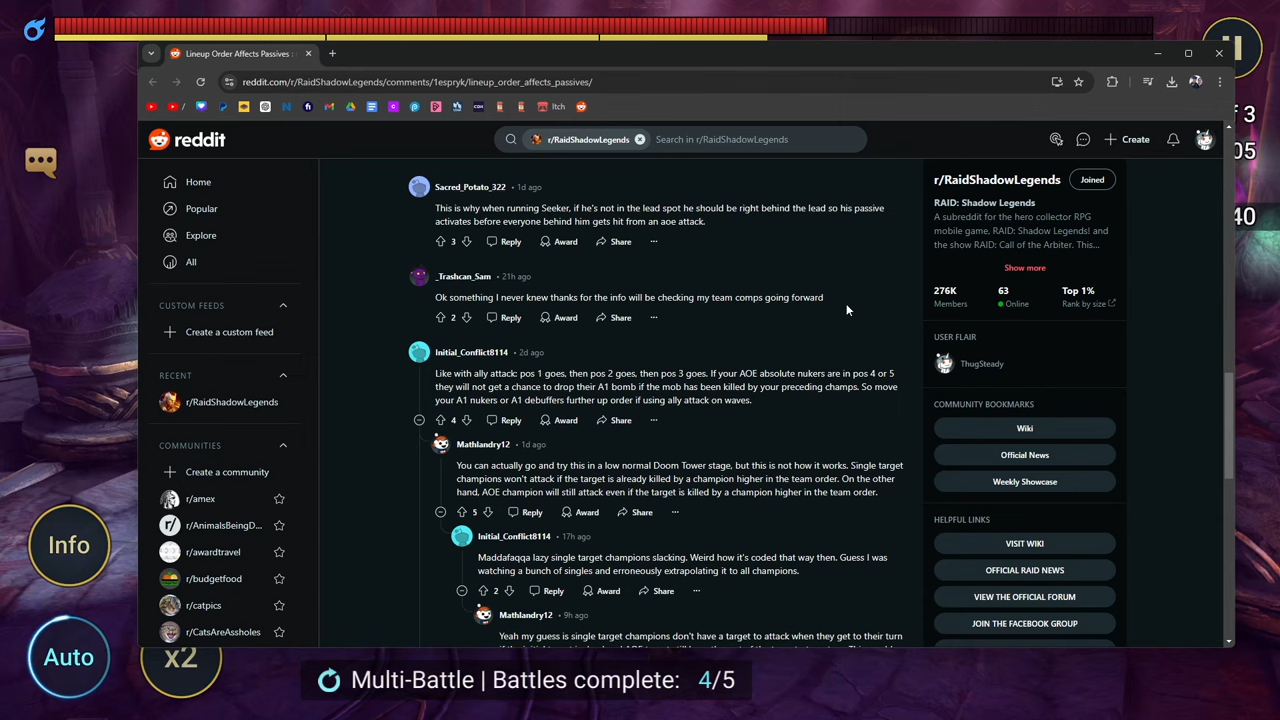 Lineup Order Affects Passives :
reddit.com/r/RaidShadowLegends/comments/1espryk/lineup_order_affects_passives/
Itch
reddit
r/RaidShadowLegends
Search in r/RaidShadowLegends
Create
Home
Popular
Explore
All
CUSTOM FEEDS
Create a custom feed
RECENT
r/RaidShadowLegends
COMMUNITIES
Create a community
r/amex
r/AnimalsBeingD...
r/awardtravel
r/budgetfood
r/catpics
r/CatsAreAssholes
Sacred_Potato_322 • 1d ago
This is why when running Seeker, if he's not in the lead spot he should be right behind the lead so his passive
activates before everyone behind him gets hit from an aoe attack.
3 Reply Award Share ...
_Trashcan_Sam • 21h ago
Ok something I never knew thanks for the info will be checking my team comps going forward
2 Reply Award Share ...
Initial_Conflict8114 • 2d ago
Like with ally attack: pos 1 goes, then pos 2 goes, then pos 3 goes. If your AOE absolute nukers are in pos 4 or 5
they will not get a chance to drop their A1 bomb if the mob has been killed by your preceding champs. So move
your A1 nukers or A1 debuffers further up order if using ally attack on waves.
4 Reply Award Share ...
Mathlandry12 • 1d ago
You can actually go and try this in a low normal Doom Tower stage, but this is not how it works. Single target
champions won't attack if the target is already killed by a champion higher in the team order. On the other
hand, AOE champion will still attack even if the target is killed by a champion higher in the team order.
5 Reply Award Share ...
Initial_Conflict8114 • 17h ago
Maddafaqqa lazy single target champions slacking. Weird how it's coded that way then. Guess I was
watching a bunch of singles and erroneously extrapolating it to all champions.
2 Reply Award Share ...
Mathlandry12 • 9h ago
Yeah my guess is single target champions don't have a target to attack when they get to their turn
r/RaidShadowLegends
Joined
RAID: Shadow Legends!
A subreddit for the hero collector RPG
mobile game, RAID: Shadow Legends! and
the show RAID: Call of the Arbiter. This...
Show more
276K 63 Top 1%
Members Online Rank by size
USER FLAIR
ThugSteady
COMMUNITY BOOKMARKS
Wiki
Official News
Weekly Showcase
HELPFUL LINKS
VISIT WIKI
OFFICIAL RAID NEWS
VIEW THE OFFICIAL FORUM
JOIN THE FACEBOOK GROUP
of 3
05
40
Info
Auto
x2
Multi-Battle | Battles complete: 4/5